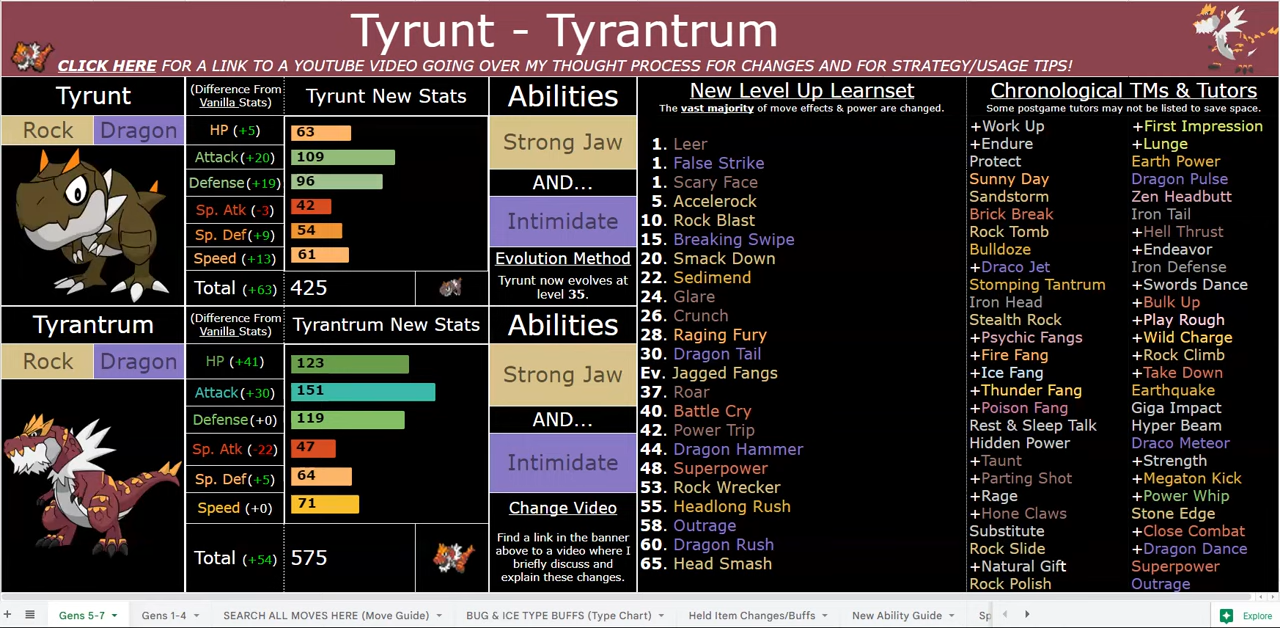 Tyrunt - Tyrantrum
CLICK HERE FOR A LINK TO A YOUTUBE VIDEO GOING OVER MY THOUGHT PROCESS FOR CHANGES AND FOR STRATEGY/USAGE TIPS!
Tyrunt
Rock Dragon
(Difference From
Vanilla Stats)
Tyrunt New Stats
HP (+5) 63
Attack(+20) 109
Defense(+19) 96
Sp. Atk (-3) 42
Sp. Def(+9) 54
Speed (+13) 61
Total (+63) 425
Abilities
Strong Jaw
AND...
Intimidate
Evolution Method
Tyrunt now evolves at
level 35.
Tyrantrum
Rock Dragon
(Difference From
Vanilla Stats)
Tyrantrum New Stats
HP (+41) 123
Attack(+30) 151
Defense(+0) 119
Sp. Atk (-22) 47
Sp. Def(+5) 64
Speed (+0) 71
Total (+54) 575
Abilities
Strong Jaw
AND...
Intimidate
Change Video
Find a link in the banner
above to a video where I
briefly discuss and
explain these changes.
New Level Up Learnset
The vast majority of move effects & power are changed.
1. Leer
1. False Strike
1. Scary Face
5. Accelerock
10. Rock Blast
15. Breaking Swipe
20. Smack Down
22. Sedimend
24. Glare
26. Crunch
28. Raging Fury
30. Dragon Tail
Ev. Jagged Fangs
37. Roar
40. Battle Cry
42. Power Trip
44. Dragon Hammer
48. Superpower
53. Rock Wrecker
55. Headlong Rush
58. Outrage
60. Dragon Rush
65. Head Smash
Chronological TMs & Tutors
Some postgame tutors may not be listed to save space.
+Work Up
+Endure
Protect
Sunny Day
Sandstorm
Brick Break
Rock Tomb
Bulldoze
+Draco Jet
Stomping Tantrum
Iron Head
Stealth Rock
+Psychic Fangs
+Fire Fang
+Ice Fang
+Thunder Fang
+Poison Fang
Rest & Sleep Talk
Hidden Power
+Taunt
+Parting Shot
+Rage
+Hone Claws
Substitute
Rock Slide
+Natural Gift
Rock Polish
+First Impression
+Lunge
Earth Power
Dragon Pulse
Zen Headbutt
Iron Tail
+Hell Thrust
+Endeavor
Iron Defense
+Swords Dance
+Bulk Up
+Play Rough
+Wild Charge
+Rock Climb
+Take Down
Earthquake
Giga Impact
Hyper Beam
Draco Meteor
+Strength
+Megaton Kick
+Power Whip
Stone Edge
+Close Combat
+Dragon Dance
Superpower
Outrage
+ Gens 5-7 Gens 1-4 SEARCH ALL MOVES HERE (Move Guide) BUG & ICE TYPE BUFFS (Type Chart) Held Item Changes/Buffs New Ability Guide Sp Explore